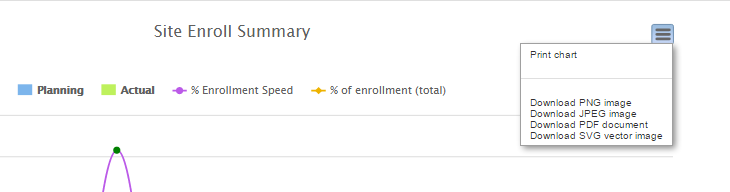 Site Enroll Summary
Print chart
Planning Actual % Enrollment Speed % of enrollment (total)
Download PNG image
Download JPEG image
Download PDF document
Download SVG vector image